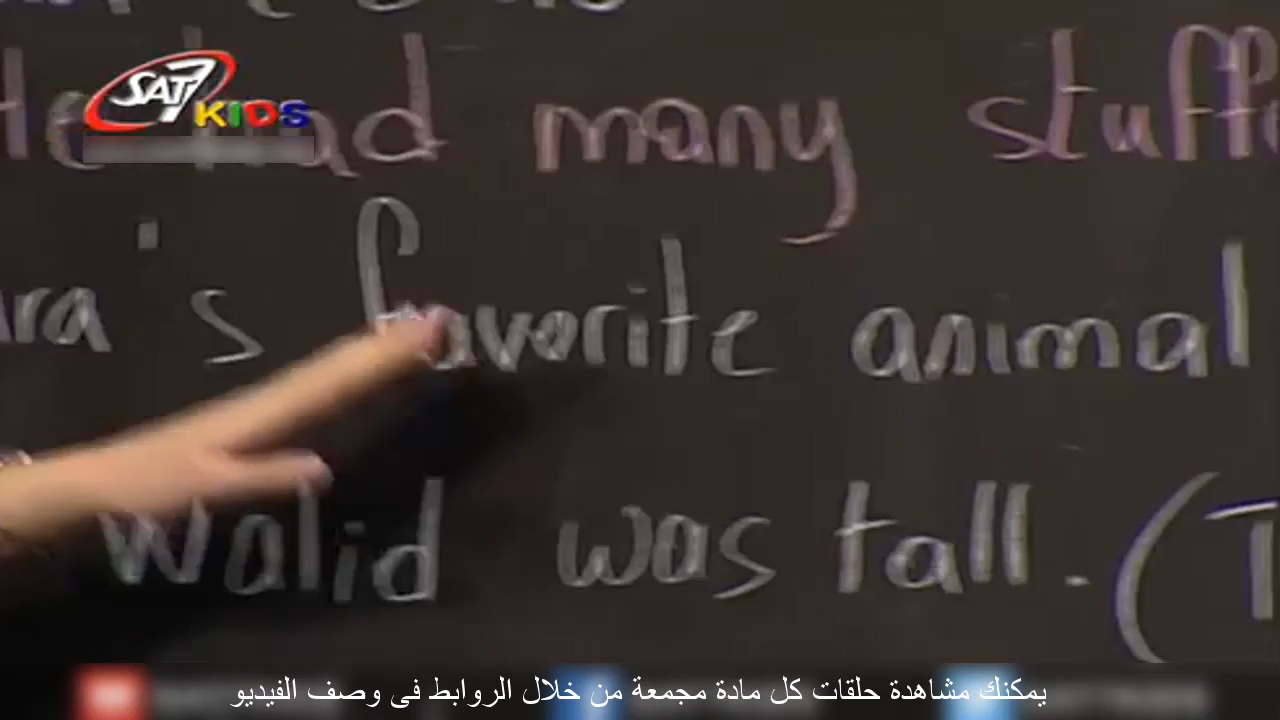 SAT7
KIDS
He had many
's favorite animal
Walid was tall. (T
يمكنك مشاهدة حلقات كل مادة مجمعة من خلال الروابط فى وصف الفيديو